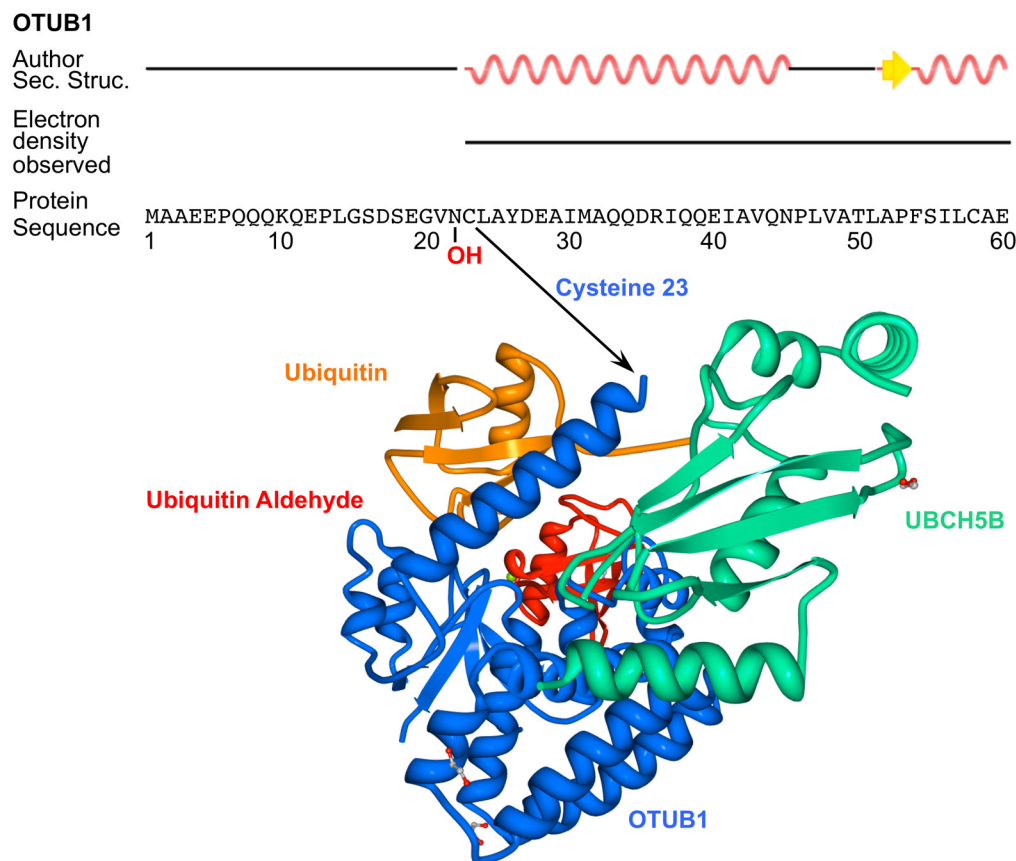 OTUB1
Author
Sec. Struc.
Electron
density
observed
Protein
Sequence
MAAEEPQQQKQEPLGSDSEGVNCLAYDEAIMAQQDRIQQEIAVQNPLVATLAPFSILCAE
1 10 20 30 40 50 60
OH
Cysteine 23
Ubiquitin
Ubiquitin Aldehyde
UBCH5B
OTUB1